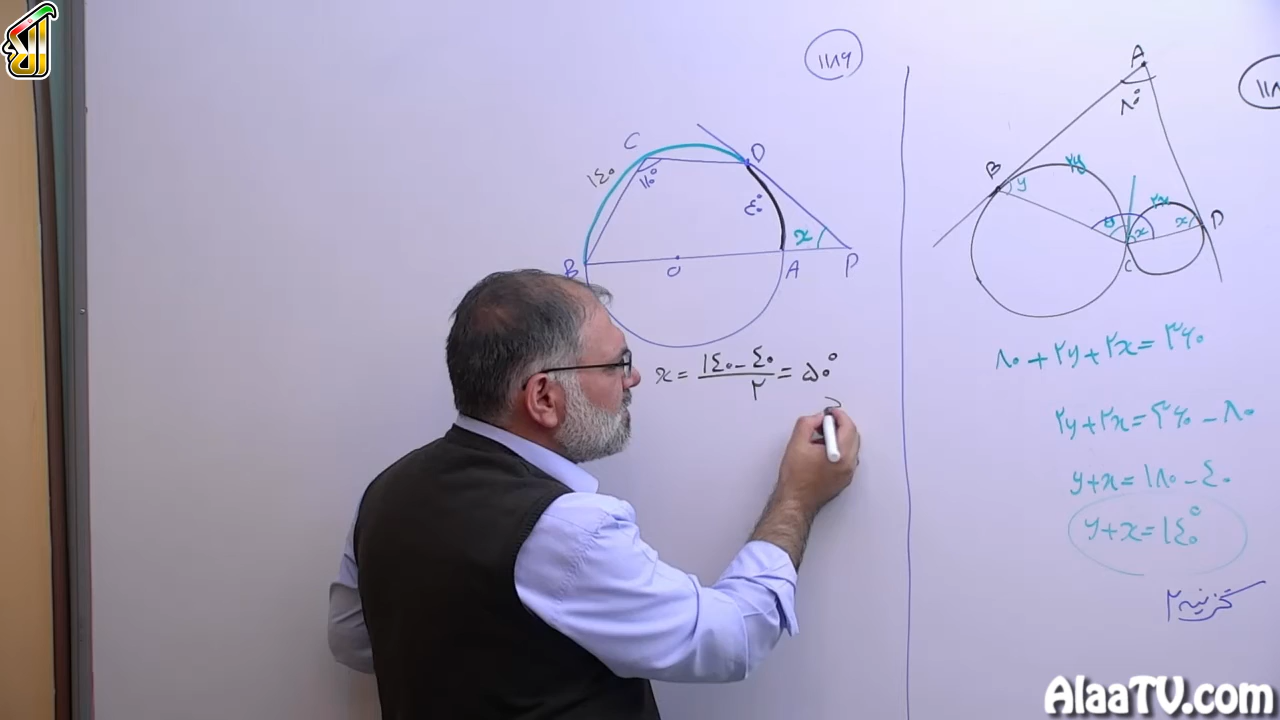 ۱۱۸۹
C
D
۱۴۰
۱۱۰°
۴۰°
x
B
O
A
P
x = ۱۴۰ - ۴۰ / ۲ = ۵۰°
A
۸۰°
B
y
۲y
۲x
x
x
D
C
۸۰ + ۲y + ۲x = ۳۶۰
۲y + ۲x = ۳۶۰ - ۸۰
y + x = ۱۸۰ - ۴۰
y + x = ۱۴۰°
گزنیه ۲
AlaaTV.com